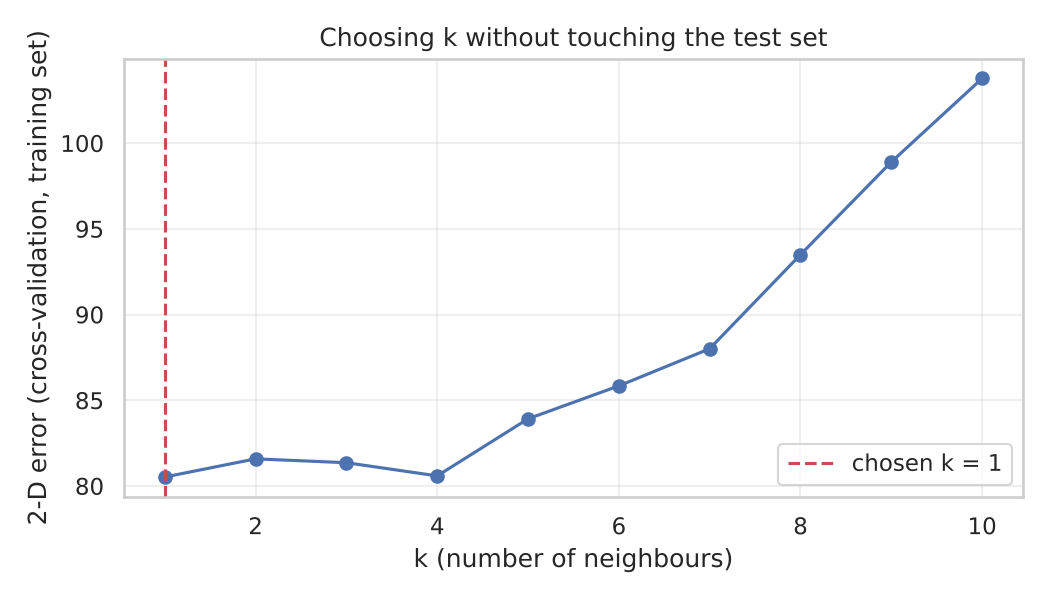 Choosing k without touching the test set
2-D error (cross-validation, training set)
100
95
90
85
80
2 4 6 8 10
k (number of neighbours)
chosen k = 1